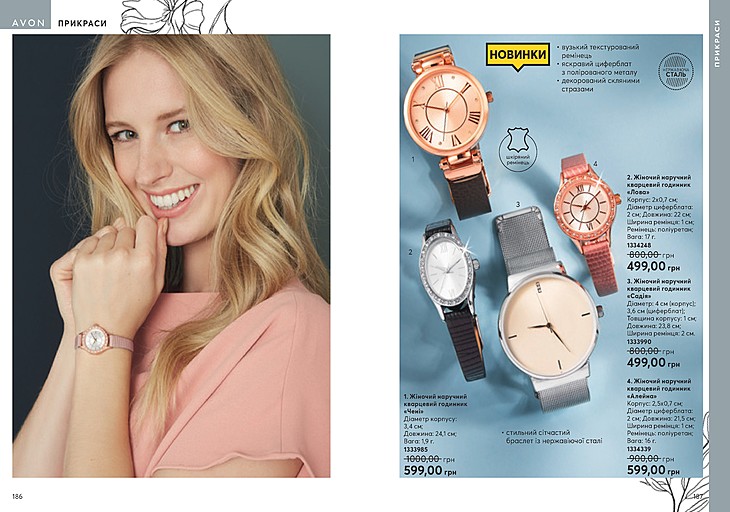 AVON ПРИКРАСИ
ПРИКРАСИ
НОВИНКИ
• вузький текстурований
ремінець
• яскравий циферблат
з полірованого металу
• декорований скляними
стразами
СТАЛЬ
1
шкіряний
ремінець
4
3
2
2. Жіночий наручний
кварцевий годинник
«Лова»
Корпус: 2х0,7 см;
Діаметр циферблата:
2 см; Довжина: 22 см;
Ширина ремінця: 1 см;
Ремінець: поліуретан;
Вага: 17 г.
1334248
800,00 грн
499,00 грн
3. Жіночий наручний
кварцевий годинник
«Садія»
Діаметр: 4 см (корпус);
3,6 см (циферблат);
Товщина корпусу: 1 см;
Довжина: 23,8 см;
Ширина ремінця: 2 см.
1333990
800,00 грн
499,00 грн
4. Жіночий наручний
кварцевий годинник
«Алейна»
Корпус: 2,5х0,7 см;
Діаметр циферблата:
2 см; Довжина: 21,5 см;
Ширина ремінця: 1 см;
Ремінець: поліуретан;
Вага: 16 г.
1334339
900,00 грн
599,00 грн
1. Жіночий наручний
кварцевий годинник
«Чені»
Діаметр корпусу:
3,4 см;
Довжина: 24,1 см;
Вага: 1,9 г.
1333985
1000,00 грн
599,00 грн
• стильний сітчастий
браслет із нержавіючої сталі
186
187